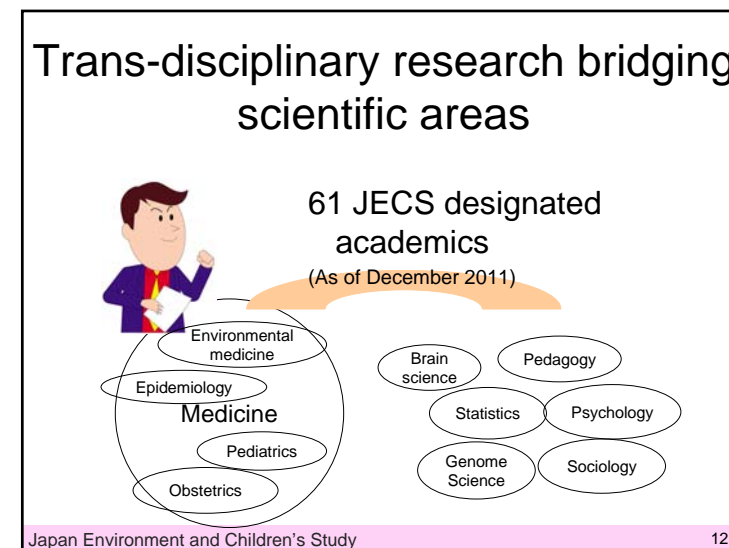 Trans-disciplinary research bridging
scientific areas
61 JECS designated
academics
(As of December 2011)
Environmental
medicine
Epidemiology
Medicine
Pediatrics
Obstetrics
Brain
science
Pedagogy
Statistics
Psychology
Genome
Science
Sociology
Japan Environment and Children's Study
12